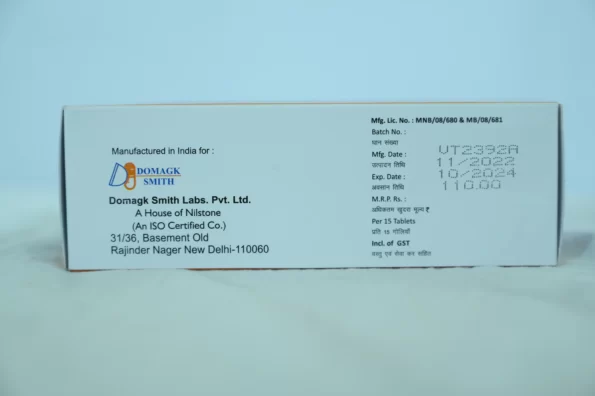 Manufactured in India for :
DOMAGK
SMITH
Domagk Smith Labs. Pvt. Ltd.
A House of Nilstone
(An ISO Certified Co.)
31/36, Basement Old
Rajinder Nager New Delhi-110060
Mfg. Lic. No. : MNB/08/680 & MB/08/681
Batch No. :
घान संख्या
VT2392A
Mfg. Date :
उत्पादन तिथि
11/2022
Exp. Date :
अवसान तिथि
10/2024
110.00
M.R.P. Rs. :
अधिकतम खुदरा मूल्य ₹
Per 15 Tablets
प्रति १५ गोलियाँ
Incl. of GST
वस्तु एवं सेवा कर सहित